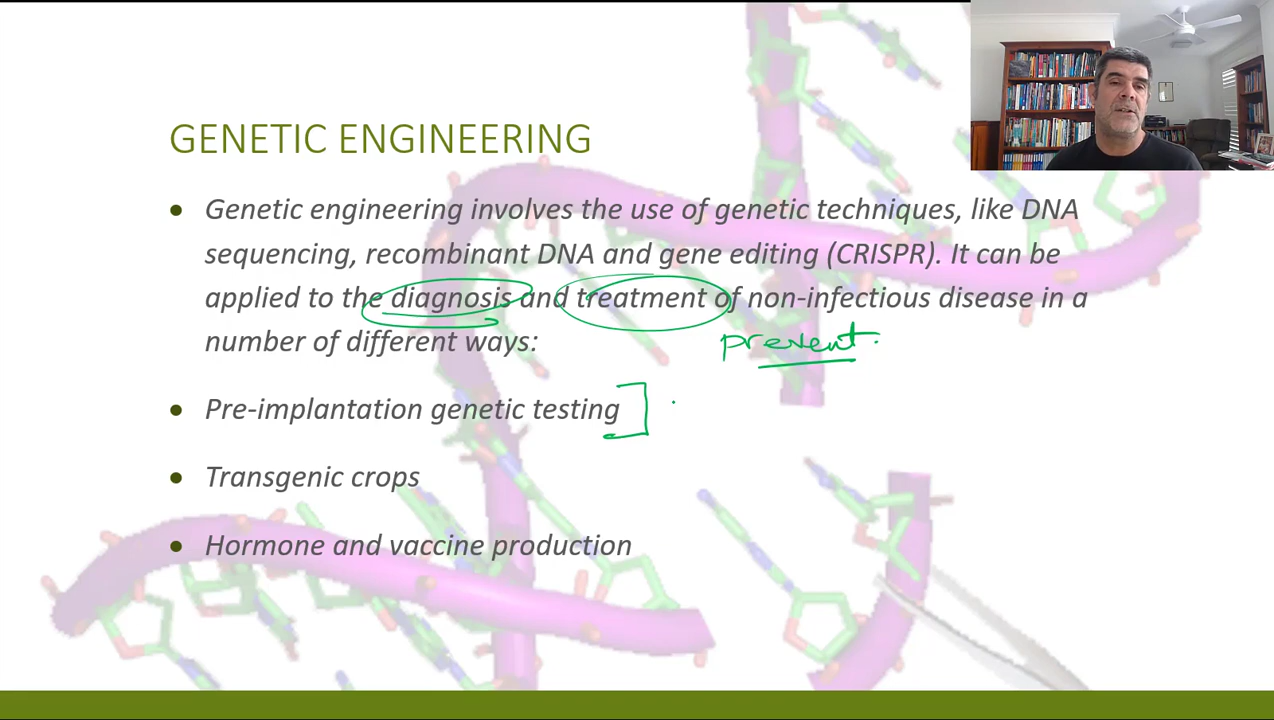 GENETIC ENGINEERING
• Genetic engineering involves the use of genetic techniques, like DNA
sequencing, recombinant DNA and gene editing (CRISPR). It can be
applied to the diagnosis and treatment of non-infectious disease in a
number of different ways:
prevent.
• Pre-implantation genetic testing
• Transgenic crops
• Hormone and vaccine production